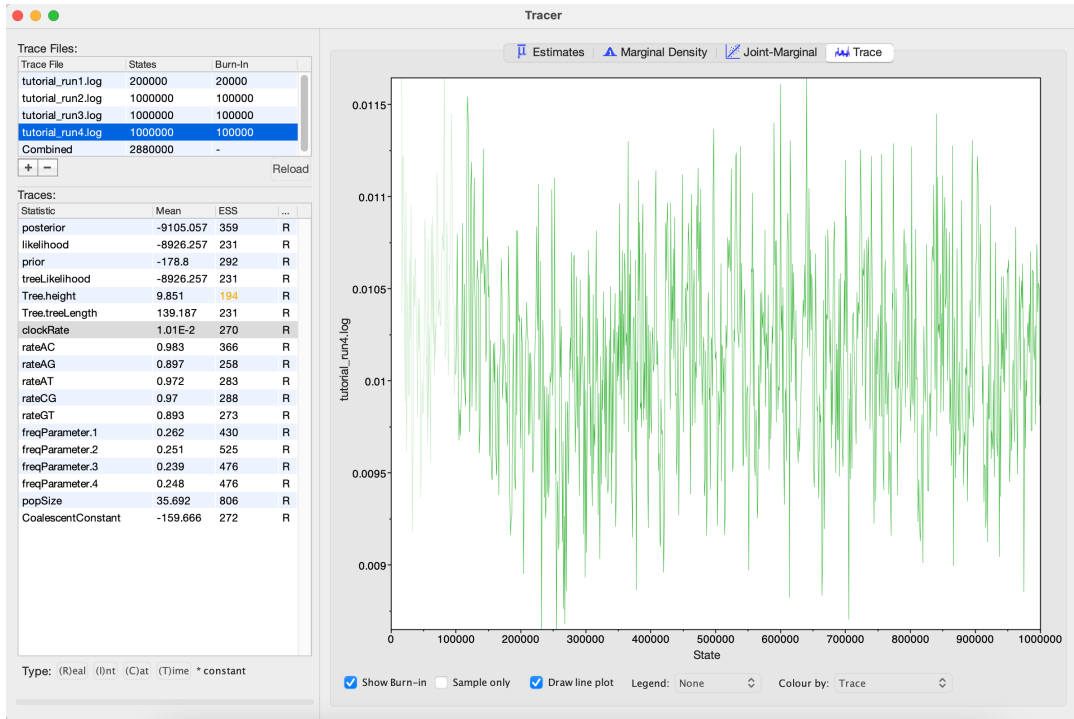 Tracer
Trace Files:
Trace File States Burn-In
tutorial_run1.log 200000 20000
tutorial_run2.log 1000000 100000
tutorial_run3.log 1000000 100000
tutorial_run4.log 1000000 100000
Combined 2880000 -
+ − Reload
Traces:
Statistic Mean ESS ...
posterior -9105.057 359 R
likelihood -8926.257 231 R
prior -178.8 292 R
treeLikelihood -8926.257 231 R
Tree.height 9.851 194 R
Tree.treeLength 139.187 231 R
clockRate 1.01E-2 270 R
rateAC 0.983 366 R
rateAG 0.897 258 R
rateAT 0.972 283 R
rateCG 0.97 288 R
rateGT 0.893 273 R
freqParameter.1 0.262 430 R
freqParameter.2 0.251 525 R
freqParameter.3 0.239 476 R
freqParameter.4 0.248 476 R
popSize 35.692 806 R
CoalescentConstant -159.666 272 R
Type: (R)eal (I)nt (C)at (T)ime * constant
Estimates Marginal Density Joint-Marginal Trace
0.0115
0.011
0.0105
0.01
0.0095
0.009
tutorial_run4.log
0 100000 200000 300000 400000 500000 600000 700000 800000 900000 1000000
State
Show Burn-in Sample only Draw line plot Legend: None Colour by: Trace